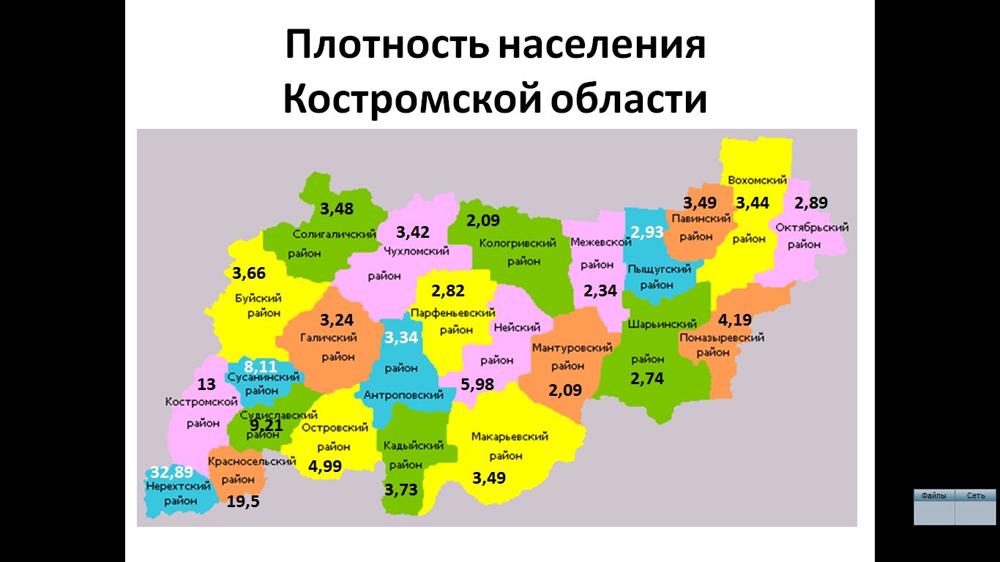 Плотность населения
Костромской области
Вохомский
3,44
район
3,49
Павинский
район
2,89
Октябрьский
район
3,48
Солигаличский
район
3,42
Чухломский
район
2,09
Кологривский
район
Межевской
район
2,34
2,93
Пыщугский
район
3,66
Буйский
район
2,82
Парфеньевский
район
3,24
Галичский
район
3,34
район
Антроповский
Нейский
район
5,98
Мантуровский
район
2,09
Шарьинский
район
2,74
4,19
Поназыревский
район
8,11
Сусанинский
район
13
Костромской
район
Судиславский
9,21
район
Островский
район
4,99
Кадыйский
район
3,73
Макарьевский
район
3,49
Красносельский
район
19,5
32,89
Нерехтский
район
Файлы Сеть